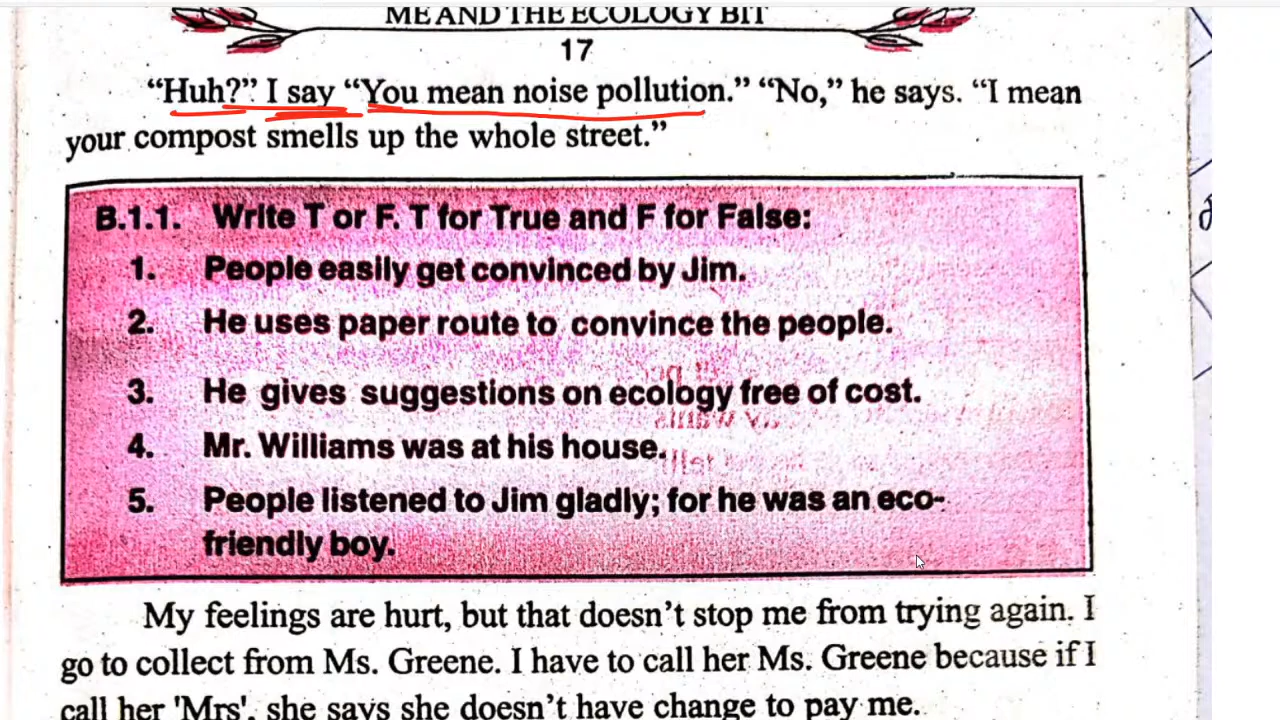 ME AND THE ECOLOGY BIT
17
“Huh?” I say “You mean noise pollution.” “No,” he says. “I mean
your compost smells up the whole street.”
B.1.1. Write T or F. T for True and F for False:
1. People easily get convinced by Jim.
2. He uses paper route to convince the people.
3. He gives suggestions on ecology free of cost.
4. Mr. Williams was at his house.
5. People listened to Jim gladly; for he was an eco-
friendly boy.
My feelings are hurt, but that doesn’t stop me from trying again. I
go to collect from Ms. Greene. I have to call her Ms. Greene because if I
call her 'Mrs', she says she doesn’t have change to pay me.